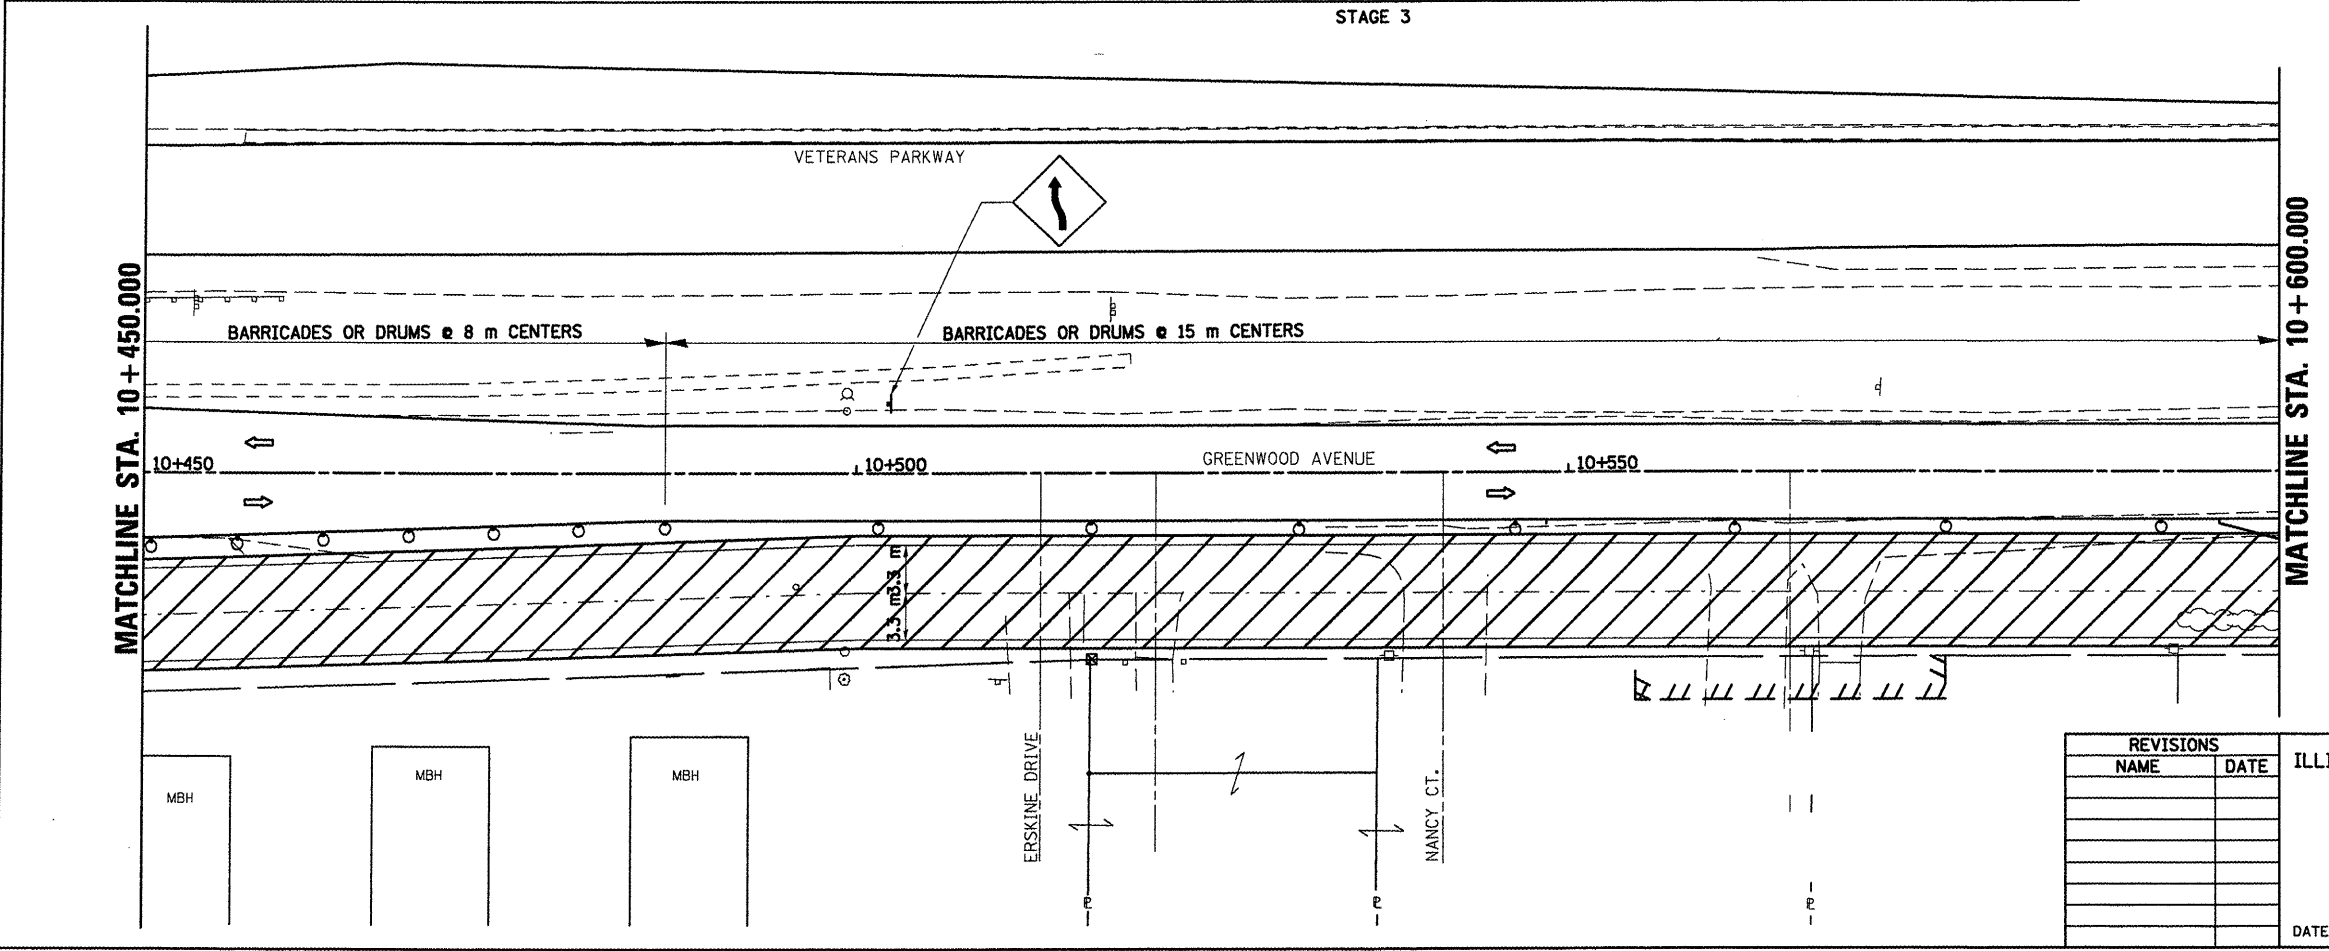 STAGE 3
VETERANS PARKWAY
MATCHLINE STA. 10+450.000
MATCHLINE STA. 10+600.000
BARRICADES OR DRUMS @ 8 m CENTERS
BARRICADES OR DRUMS @ 15 m CENTERS
10+450
10+500
GREENWOOD AVENUE
10+550
3.3 m
3.3 m
ERSKINE DRIVE
NANCY CT.
MBH
MBH
MBH
REVISIONS
NAME
DATE
ILLI
DATE